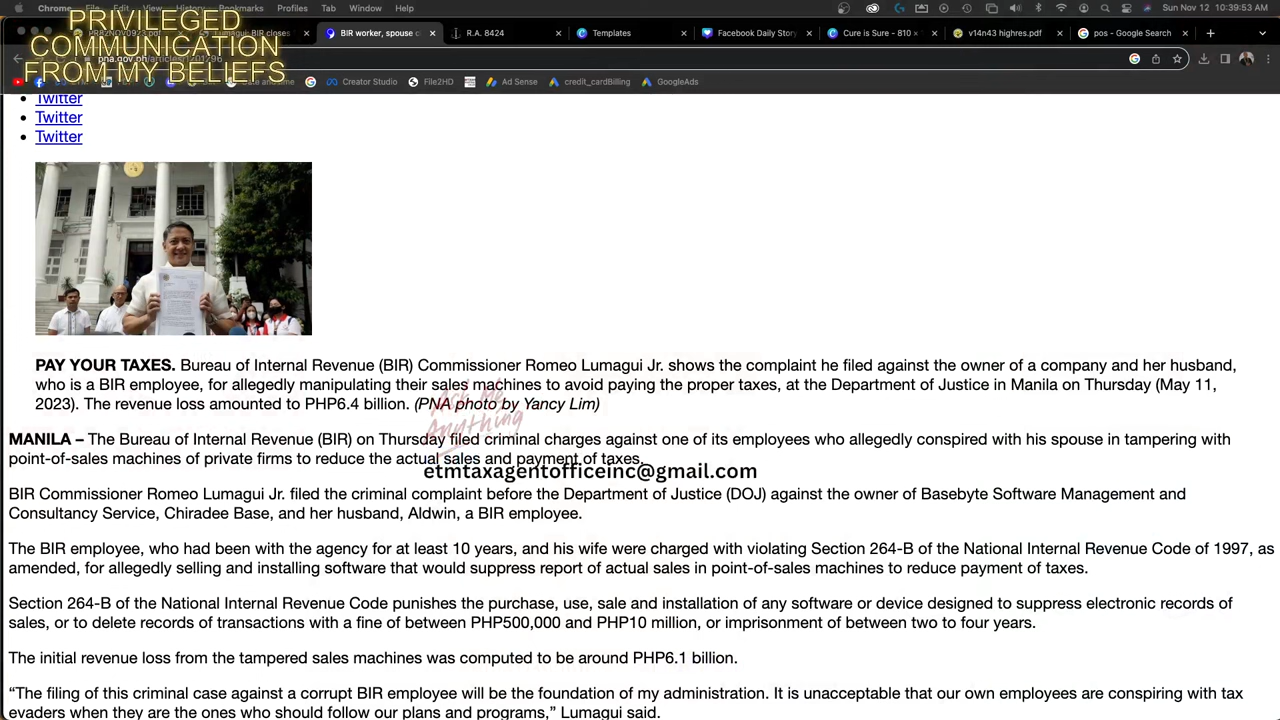 Bookmarks
Profiles
Tab
Window
Help
Sun Nov 12 10:39:53 AM
PRIVILEGED
COMMUNICATION
FROM MY BELIEFS
BIR closes
BIR worker, spouse c
R.A. 8424
Templates
Facebook Daily Story
Cure is Sure - 810 ×
v14n43 highres.pdf
pos - Google Search
pna.gov.ph/articles/1201296
Creator Studio
File2HD
Ad Sense
credit_cardBilling
GoogleAds
Twitter
Twitter
Twitter
PAY YOUR TAXES. Bureau of Internal Revenue (BIR) Commissioner Romeo Lumagui Jr. shows the complaint he filed against the owner of a company and her husband,
who is a BIR employee, for allegedly manipulating their sales machines to avoid paying the proper taxes, at the Department of Justice in Manila on Thursday (May 11,
2023). The revenue loss amounted to PHP6.4 billion. (PNA photo by Yancy Lim)
Ask Me
Anything
MANILA – The Bureau of Internal Revenue (BIR) on Thursday filed criminal charges against one of its employees who allegedly conspired with his spouse in tampering with
point-of-sales machines of private firms to reduce the actual sales and payment of taxes.
etmtaxagentofficeinc@gmail.com
BIR Commissioner Romeo Lumagui Jr. filed the criminal complaint before the Department of Justice (DOJ) against the owner of Basebyte Software Management and
Consultancy Service, Chiradee Base, and her husband, Aldwin, a BIR employee.
The BIR employee, who had been with the agency for at least 10 years, and his wife were charged with violating Section 264-B of the National Internal Revenue Code of 1997, as
amended, for allegedly selling and installing software that would suppress report of actual sales in point-of-sales machines to reduce payment of taxes.
Section 264-B of the National Internal Revenue Code punishes the purchase, use, sale and installation of any software or device designed to suppress electronic records of
sales, or to delete records of transactions with a fine of between PHP500,000 and PHP10 million, or imprisonment of between two to four years.
The initial revenue loss from the tampered sales machines was computed to be around PHP6.1 billion.
“The filing of this criminal case against a corrupt BIR employee will be the foundation of my administration. It is unacceptable that our own employees are conspiring with tax
evaders when they are the ones who should follow our plans and programs,” Lumagui said.